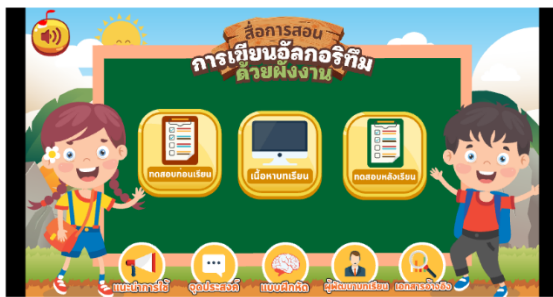 สื่อการสอน
การเขียนอัลกอริทึม
ด้วยผังงาน
ทดสอบก่อนเรียน
เนื้อหาบทเรียน
ทดสอบหลังเรียน
แนะนำการใช้
จุดประสงค์
แบบฝึกหัด
ผู้พัฒนาบทเรียน
เอกสารอ้างอิง